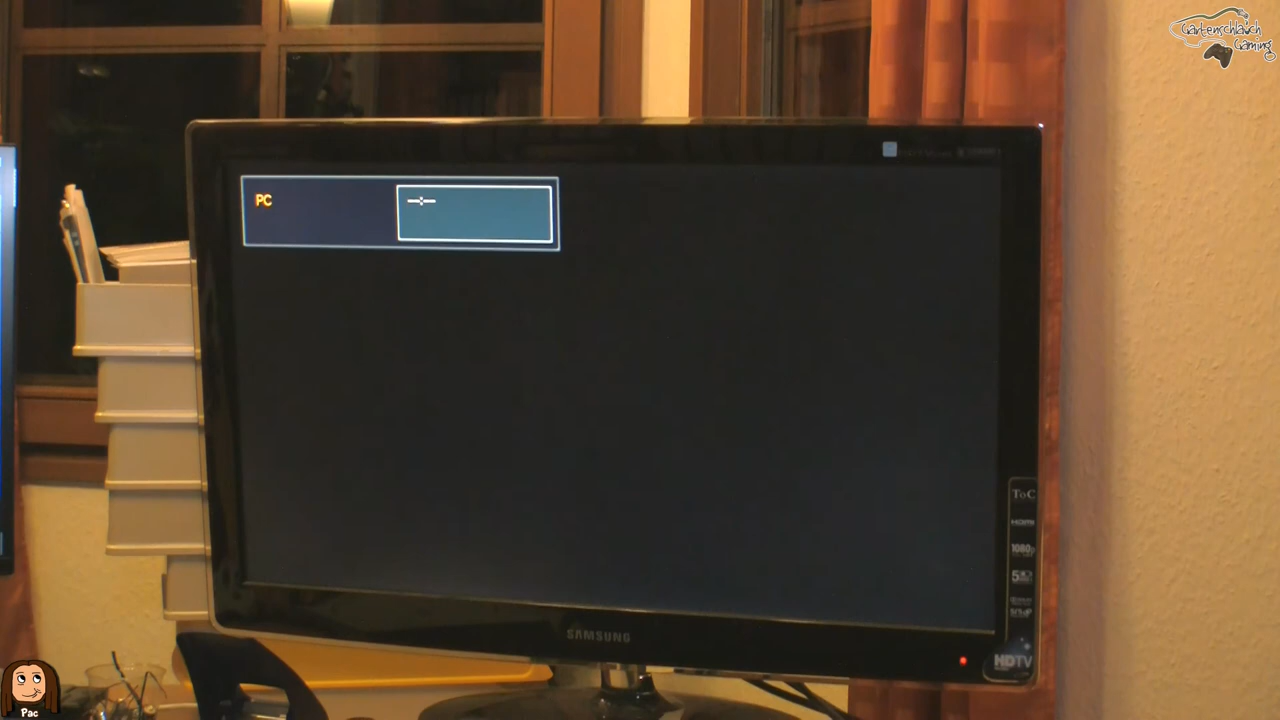 Gartenschlauch
Gaming
PC
ToC
HDMI
1080p
SAMSUNG
HDTV
Pac